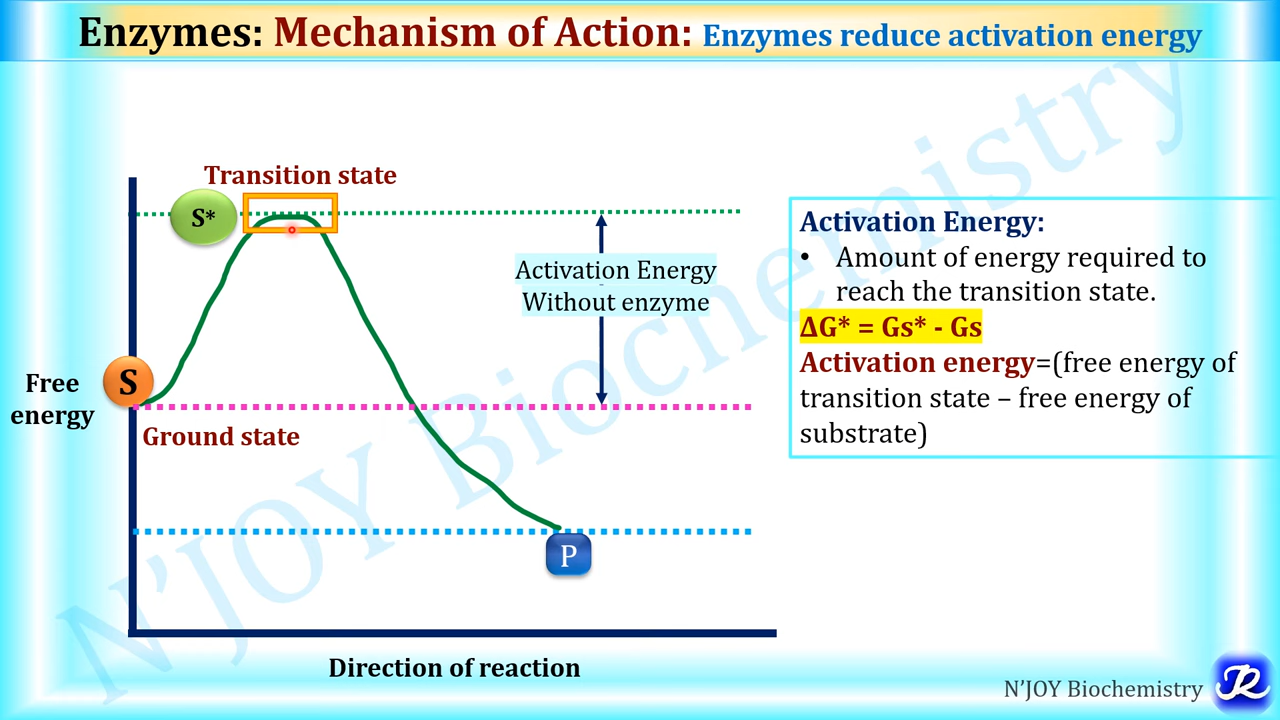 Enzymes: Mechanism of Action: Enzymes reduce activation energy
Transition state
S*
Activation Energy
Without enzyme
S
Free
energy
Ground state
P
Direction of reaction
Activation Energy:
• Amount of energy required to
reach the transition state.
ΔG* = Gs* - Gs
Activation energy=(free energy of
transition state – free energy of
substrate)
N'JOY Biochemistry
N'JOY Biochemistry
JR